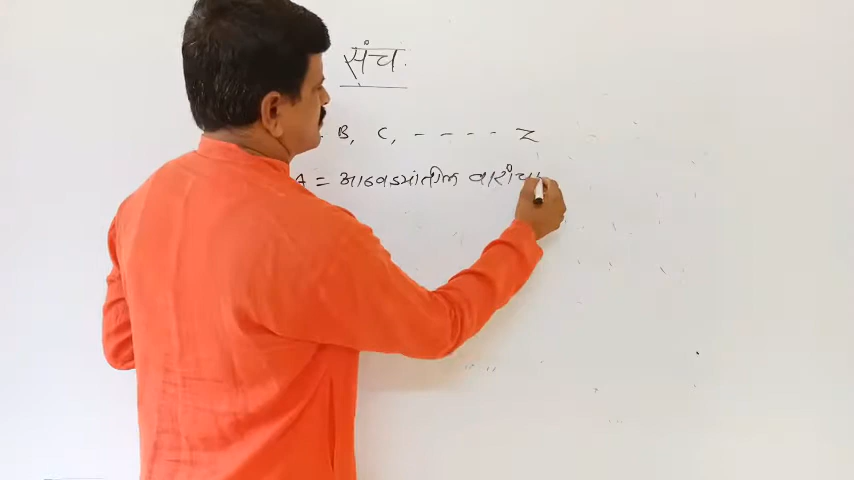 संच.
B, C, - - - - Z
A = आठवड्यांतील वारांचा